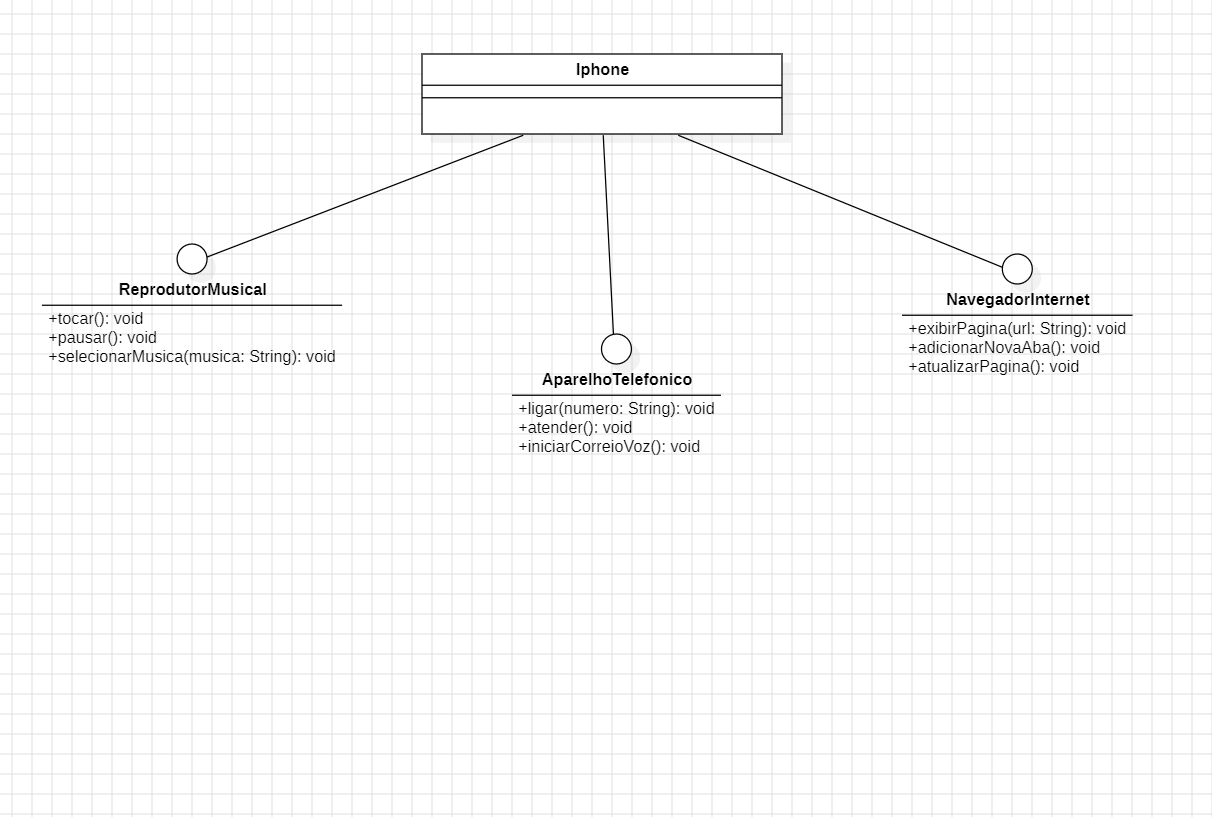 Iphone
ReprodutorMusical
+tocar(): void
+pausar(): void
+selecionarMusica(musica: String): void
AparelhoTelefonico
+ligar(numero: String): void
+atender(): void
+iniciarCorreioVoz(): void
NavegadorInternet
+exibirPagina(url: String): void
+adicionarNovaAba(): void
+atualizarPagina(): void